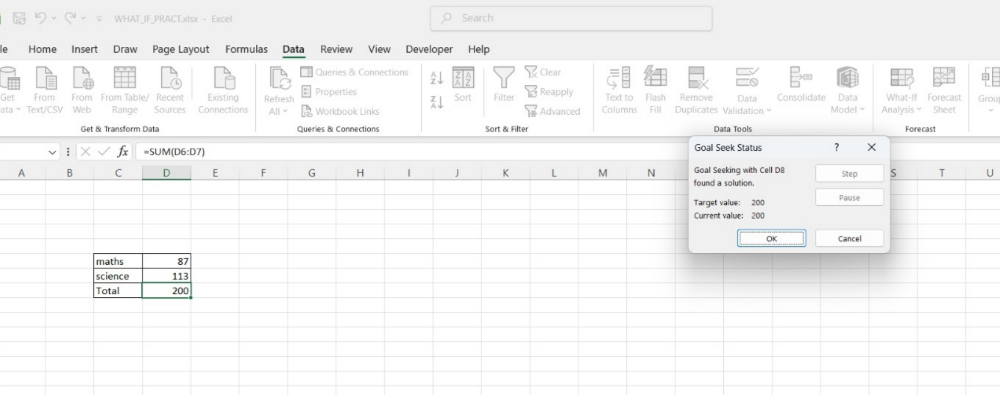 WHAT_IF_PRACT.xlsx - Excel
Search
le Home Insert Draw Page Layout Formulas Data Review View Developer Help
Get
ata
From
Text/CSV
From
Web
From Table/
Range
Recent
Sources
Existing
Connections
Get & Transform Data
Refresh
All
Queries & Connections
Properties
Workbook Links
Queries & Connections
Sort
Filter
Clear
Reapply
Advanced
Sort & Filter
Text to
Columns
Flash
Fill
Remove
Duplicates
Data
Validation
Consolidate
Data
Model
Data Tools
What-If
Analysis
Forecast
Sheet
Forecast
Group
fx =SUM(D6:D7)
A B C D E F G H I J K L M N S T U
maths 87
science 113
Total 200
Goal Seek Status ?
Goal Seeking with Cell D8
found a solution.
Step
Target value: 200
Pause
Current value: 200
OK Cancel